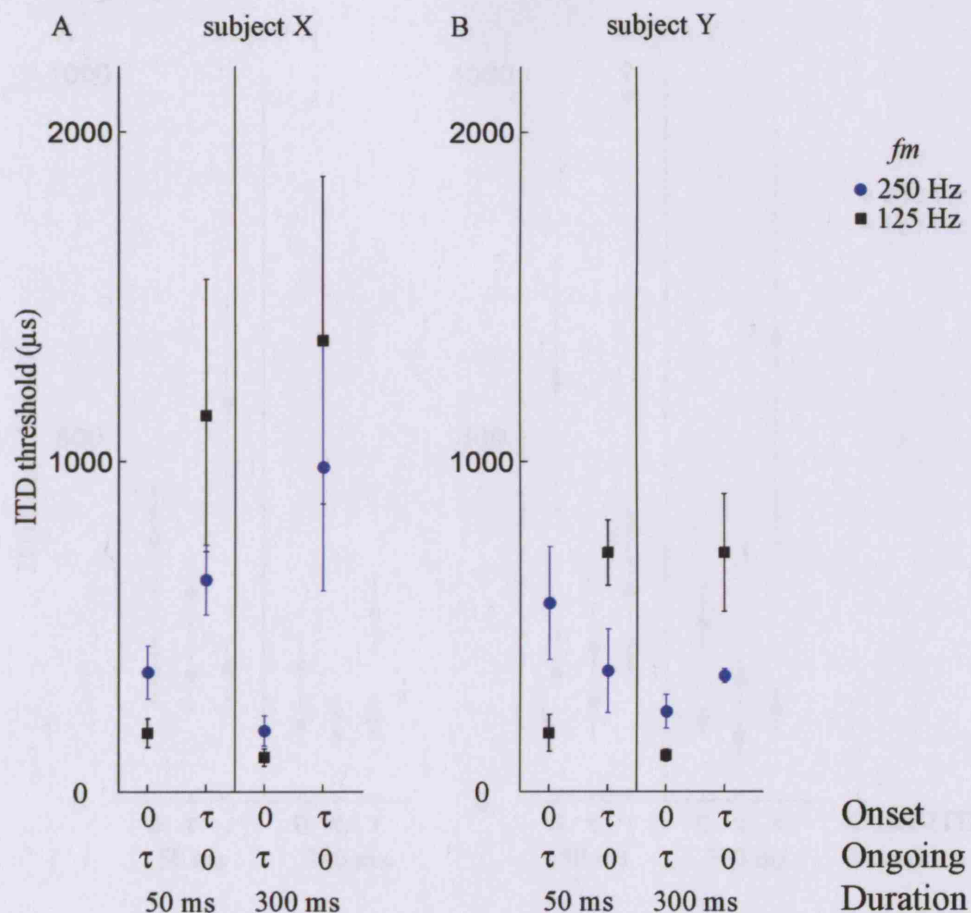 A subject X B subject Y
2000 2000
fm
250 Hz
125 Hz
ITD threshold (μs)
1000 1000
0 0
0 τ 0 τ 0 τ 0 τ Onset
τ 0 τ 0 τ 0 τ 0 Ongoing
50 ms 300 ms 50 ms 300 ms Duration